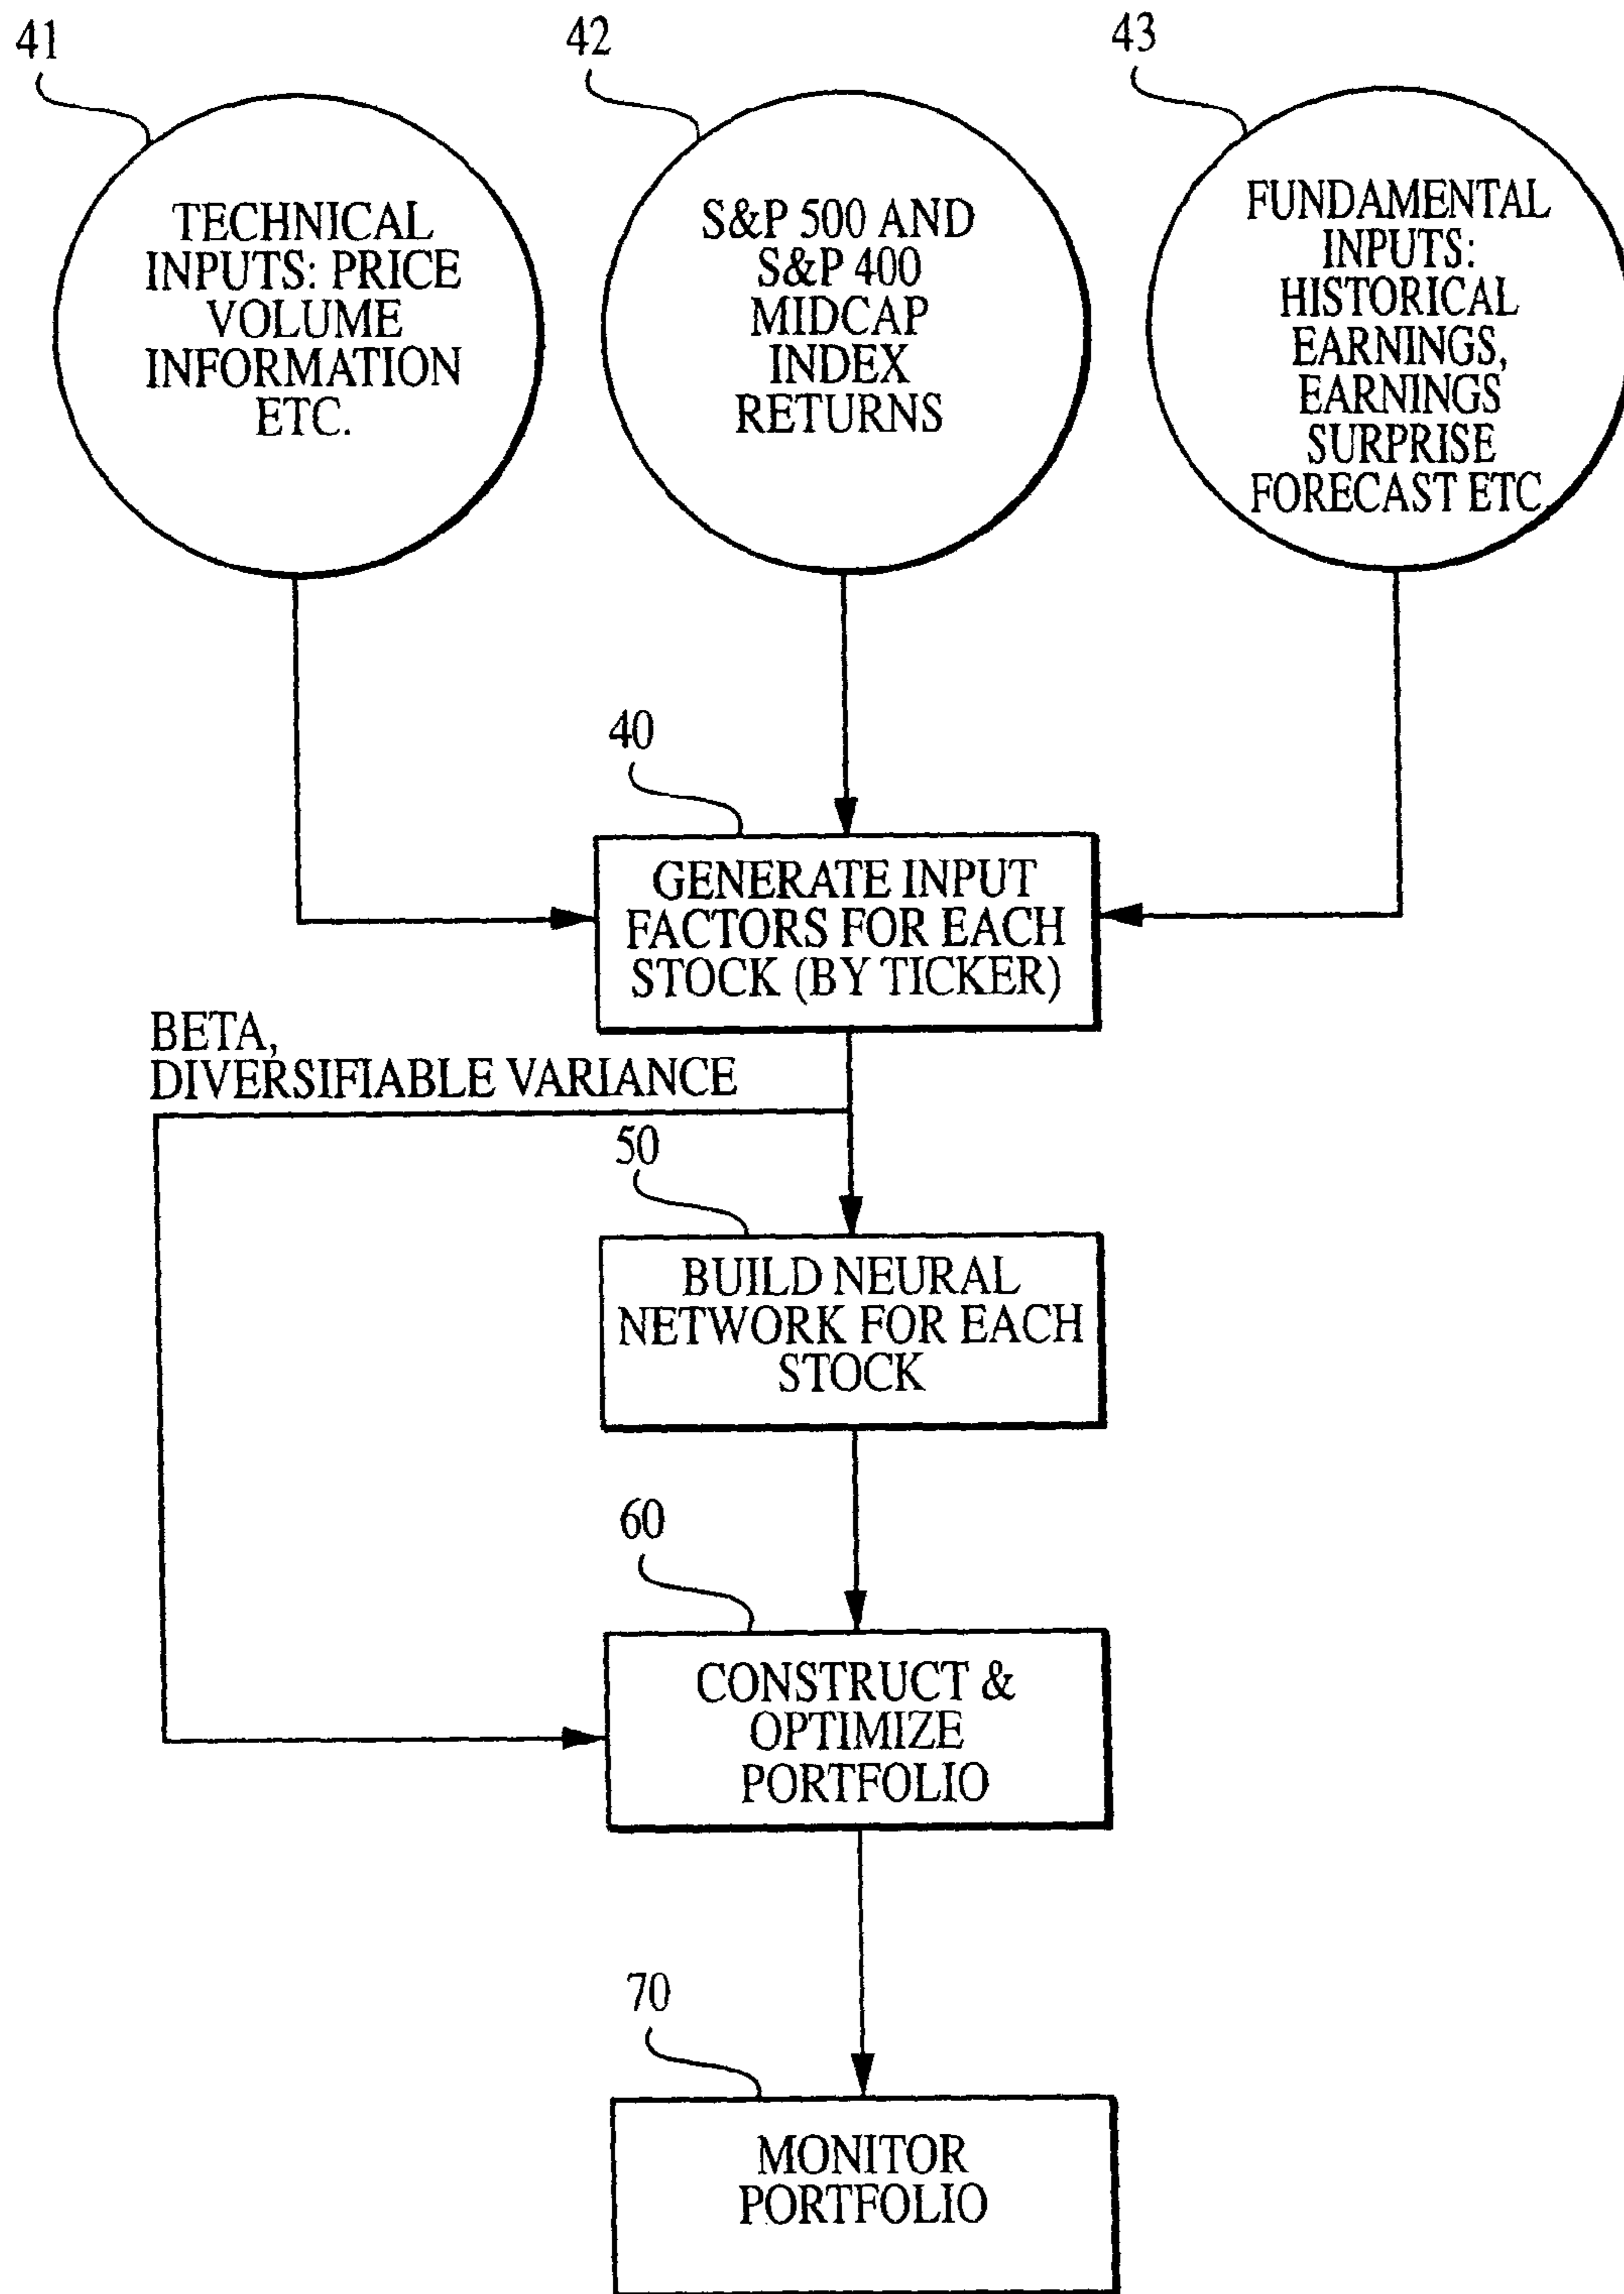 41
42
43
TECHNICAL
INPUTS: PRICE
VOLUME
INFORMATION
ETC.
S&P 500 AND
S&P 400
MIDCAP
INDEX
RETURNS
FUNDAMENTAL
INPUTS:
HISTORICAL
EARNINGS,
EARNINGS
SURPRISE
FORECAST ETC.
40
GENERATE INPUT
FACTORS FOR EACH
STOCK (BY TICKER)
BETA,
DIVERSIFIABLE VARIANCE
50
BUILD NEURAL
NETWORK FOR EACH
STOCK
60
CONSTRUCT &
OPTIMIZE
PORTFOLIO
70
MONITOR
PORTFOLIO